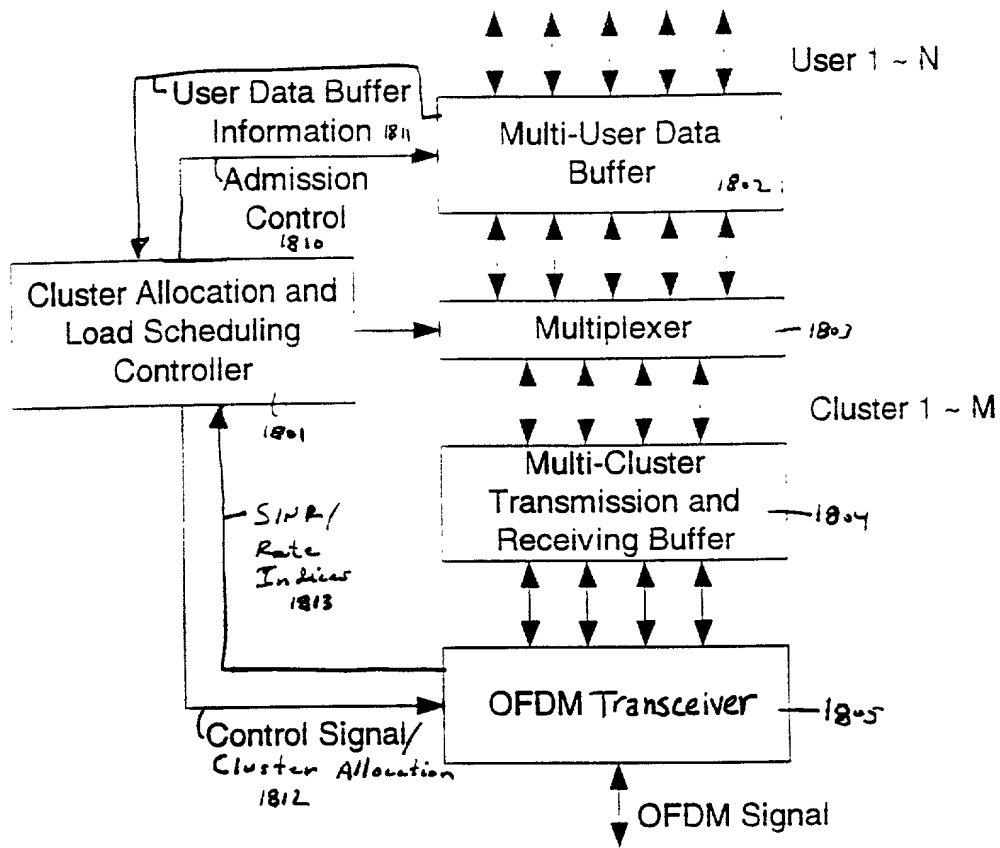 User 1 ~ N
User Data Buffer
Information 1811
Admission
Control
1810
Multi-User Data
Buffer
1802
Cluster Allocation and
Load Scheduling
Controller
1801
Multiplexer
1803
Cluster 1 ~ M
Multi-Cluster
Transmission and
Receiving Buffer
1804
SINR/
Rate
Indices
1813
OFDM Transceiver
1805
Control Signal/
Cluster Allocation
1812
OFDM Signal